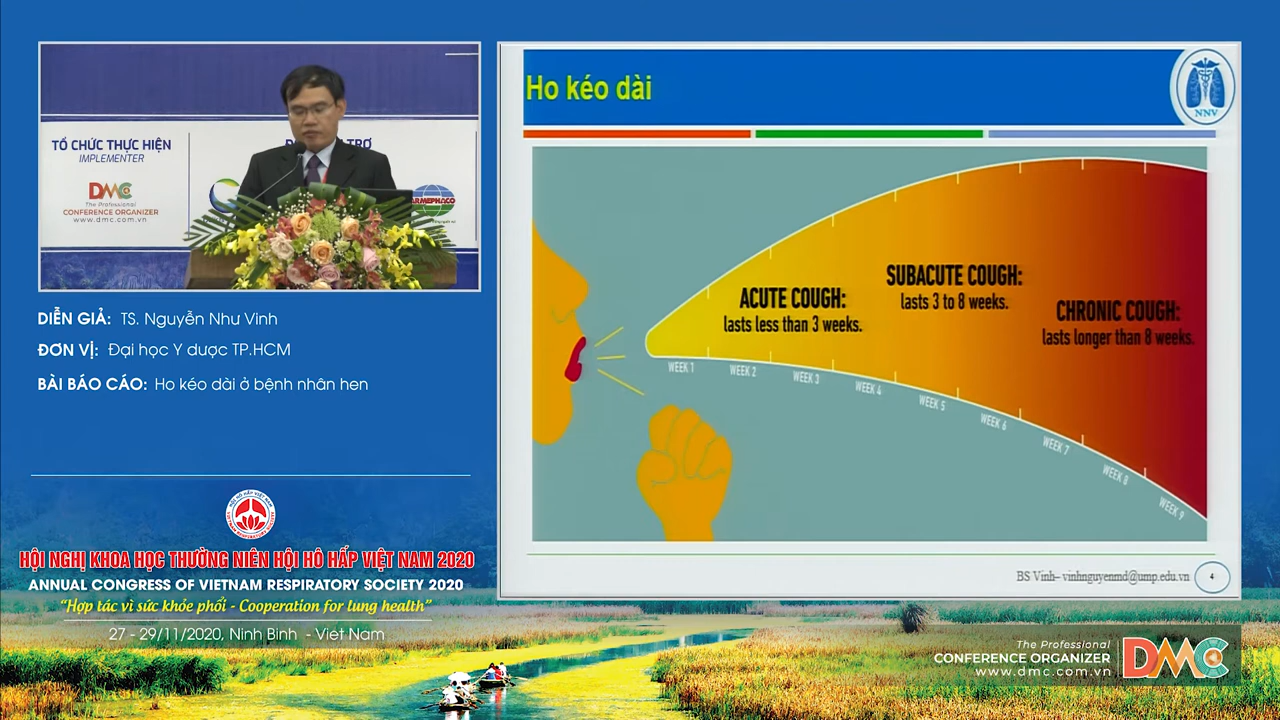 TỔ CHỨC THỰC HIỆN
IMPLEMENTER
DMC
The Professional
CONFERENCE ORGANIZER
www.dmc.com.vn
TRỢ
ARMEPHACO
DIỄN GIẢ: TS. Nguyễn Như Vinh
ĐƠN VỊ: Đại học Y dược TP.HCM
BÀI BÁO CÁO: Ho kéo dài ở bệnh nhân hen
HỘI NGHỊ KHOA HỌC THƯỜNG NIÊN HỘI HÔ HẤP VIỆT NAM 2020
ANNUAL CONGRESS OF VIETNAM RESPIRATORY SOCIETY 2020
“Hợp tác vì sức khỏe phổi - Cooperation for lung health”
27 - 29/11/2020, Ninh Binh - Viet Nam
Ho kéo dài
NNV
ACUTE COUGH:
lasts less than 3 weeks.
SUBACUTE COUGH:
lasts 3 to 8 weeks.
CHRONIC COUGH:
lasts longer than 8 weeks.
WEEK 1
WEEK 2
WEEK 3
WEEK 4
WEEK 5
WEEK 6
WEEK 7
WEEK 8
WEEK 9
BS Vinh– vinhnguyenmd@ump.edu.vn
4
The Professional
CONFERENCE ORGANIZER
www.dmc.com.vn
DMC